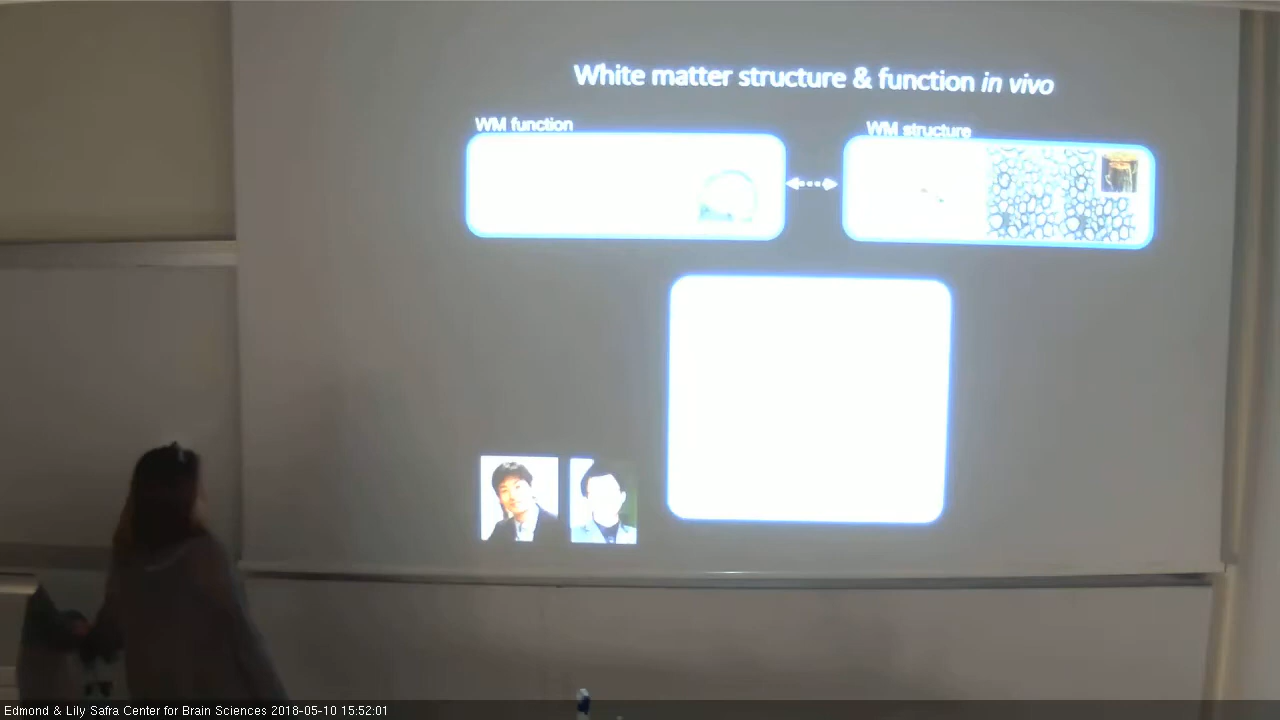 White matter structure & function in vivo
WM function
WM structure
Edmond & Lily Safra Center for Brain Sciences 2018-05-10 15:52:01